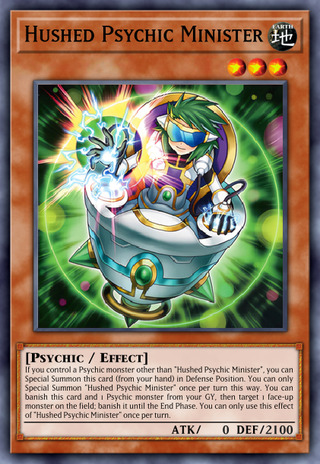 Hushed Psychic Minister
EARTH
地
[Psychic / Effect]
If you control a Psychic monster other than "Hushed Psychic Minister", you can
Special Summon this card (from your hand) in Defense Position. You can only
Special Summon "Hushed Psychic Minister" once per turn this way. You can
banish this card and 1 Psychic monster from your GY, then target 1 face-up
monster on the field; banish it until the End Phase. You can only use this effect
of "Hushed Psychic Minister" once per turn.
ATK/ 0 DEF/2100